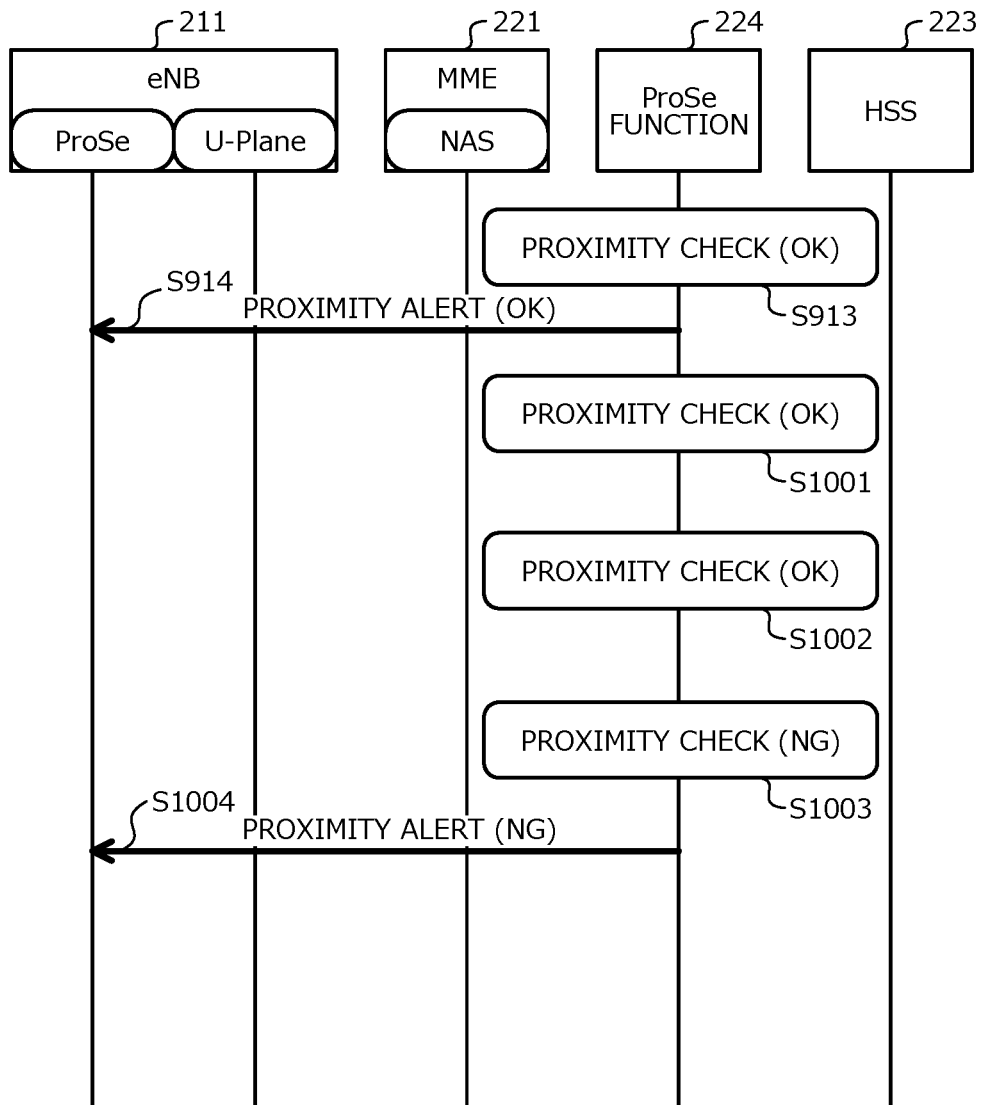 211
221
224
223
eNB
MME
ProSe
FUNCTION
HSS
ProSe
U-Plane
NAS
PROXIMITY CHECK (OK)
S914
PROXIMITY ALERT (OK)
S913
PROXIMITY CHECK (OK)
S1001
PROXIMITY CHECK (OK)
S1002
PROXIMITY CHECK (NG)
S1004
S1003
PROXIMITY ALERT (NG)